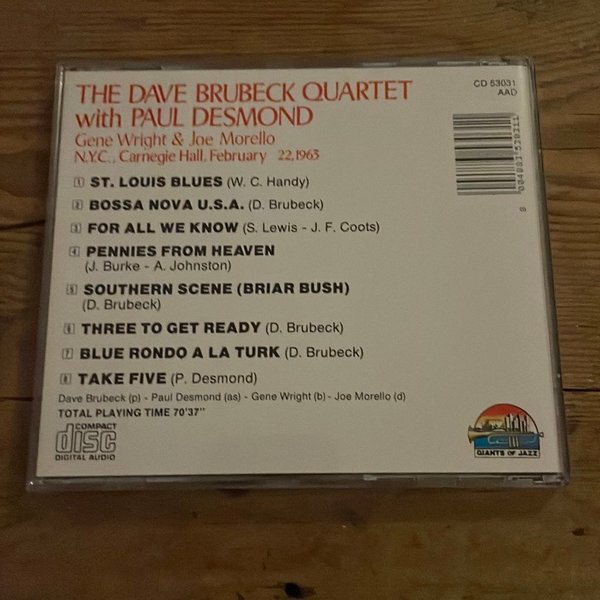 THE DAVE BRUBECK QUARTET
with PAUL DESMOND
Gene Wright & Joe Morello
N.Y.C., Carnegie Hall, February 22,1963
CD 53031
AAD
1 ST. LOUIS BLUES (W. C. Handy)
2 BOSSA NOVA U.S.A. (D. Brubeck)
3 FOR ALL WE KNOW (S. Lewis - J. F. Coots)
4 PENNIES FROM HEAVEN
(J. Burke - A. Johnston)
5 SOUTHERN SCENE (BRIAR BUSH)
(D. Brubeck)
6 THREE TO GET READY (D. Brubeck)
7 BLUE RONDO A LA TURK (D. Brubeck)
8 TAKE FIVE (P. Desmond)
Dave Brubeck (p) - Paul Desmond (as) - Gene Wright (b) - Joe Morello (d)
TOTAL PLAYING TIME 70'37"
COMPACT
disc
DIGITAL AUDIO
GIANTS OF JAZZ